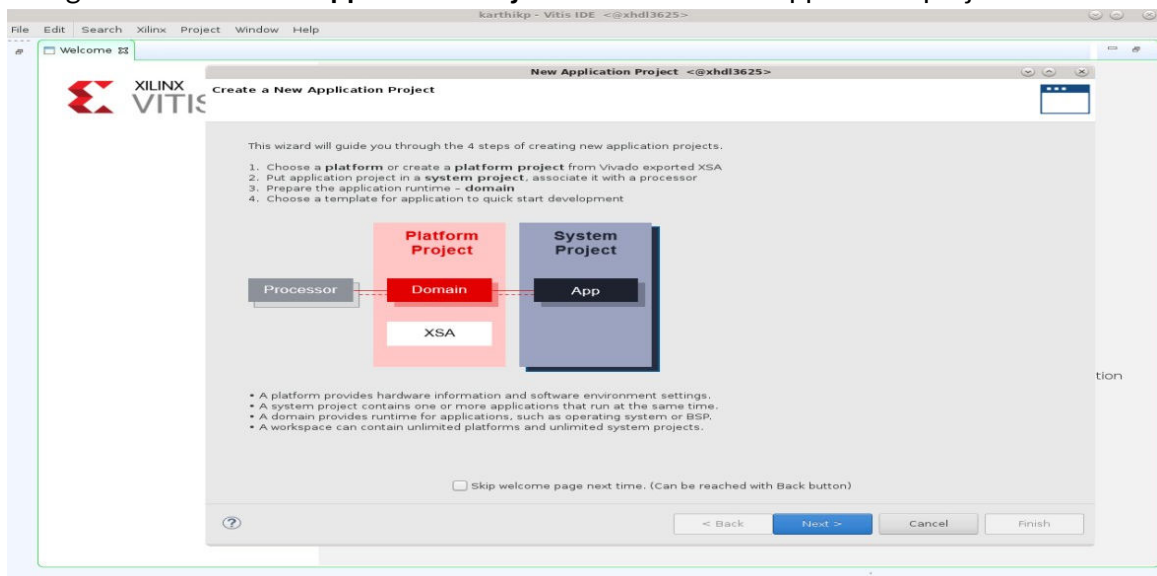 karthikp - Vitis IDE <@xhdl3625>
File Edit Search Xilinx Project Window Help
Welcome
New Application Project <@xhdl3625>
XILINX
VITIS
Create a New Application Project
This wizard will guide you through the 4 steps of creating new application projects.
1. Choose a platform or create a platform project from Vivado exported XSA
2. Put application project in a system project, associate it with a processor
3. Prepare the application runtime - domain
4. Choose a template for application to quick start development
Platform Project
System Project
Processor
Domain
App
XSA
tion
• A platform provides hardware information and software environment settings.
• A system project contains one or more applications that run at the same time.
• A domain provides runtime for applications, such as operating system or BSP.
• A workspace can contain unlimited platforms and unlimited system projects.
Skip welcome page next time. (Can be reached with Back button)
< Back Next > Cancel Finish